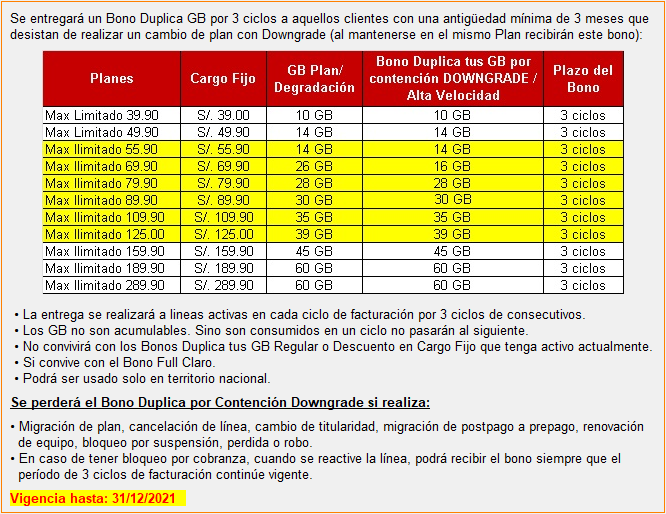 Se entregará un Bono Duplica GB por 3 ciclos a aquellos clientes con una antigüedad mínima de 3 meses que
desistan de realizar un cambio de plan con Downgrade (al mantenerse en el mismo Plan recibirán este bono):
Planes Cargo Fijo GB Plan/ Degradación Bono Duplica tus GB por contención DOWNGRADE / Alta Velocidad Plazo del Bono
Max Limitado 39.90 S/. 39.00 10 GB 10 GB 3 ciclos
Max Limitado 49.90 S/. 49.90 14 GB 14 GB 3 ciclos
Max Ilimitado 55.90 S/. 55.90 14 GB 14 GB 3 ciclos
Max Ilimitado 69.90 S/. 69.90 26 GB 16 GB 3 ciclos
Max Ilimitado 79.90 S/. 79.90 28 GB 28 GB 3 ciclos
Max Ilimitado 89.90 S/. 89.90 30 GB 30 GB 3 ciclos
Max Ilimitado 109.90 S/. 109.90 35 GB 35 GB 3 ciclos
Max Ilimitado 125.00 S/. 125.00 39 GB 39 GB 3 ciclos
Max Ilimitado 159.90 S/. 159.90 45 GB 45 GB 3 ciclos
Max Ilimitado 189.90 S/. 189.90 60 GB 60 GB 3 ciclos
Max Ilimitado 289.90 S/. 289.90 60 GB 60 GB 3 ciclos
• La entrega se realizará a lineas activas en cada ciclo de facturación por 3 ciclos de consecutivos.
• Los GB no son acumulables. Sino son consumidos en un ciclo no pasarán al siguiente.
• No convivirá con los Bonos Duplica tus GB Regular o Descuento en Cargo Fijo que tenga activo actualmente.
• Si convive con el Bono Full Claro.
• Podrá ser usado solo en territorio nacional.
Se perderá el Bono Duplica por Contención Downgrade si realiza:
• Migración de plan, cancelación de línea, cambio de titularidad, migración de postpago a prepago, renovación
de equipo, bloqueo por suspensión, perdida o robo.
• En caso de tener bloqueo por cobranza, cuando se reactive la línea, podrá recibir el bono siempre que el
período de 3 ciclos de facturación continúe vigente.
Vigencia hasta: 31/12/2021